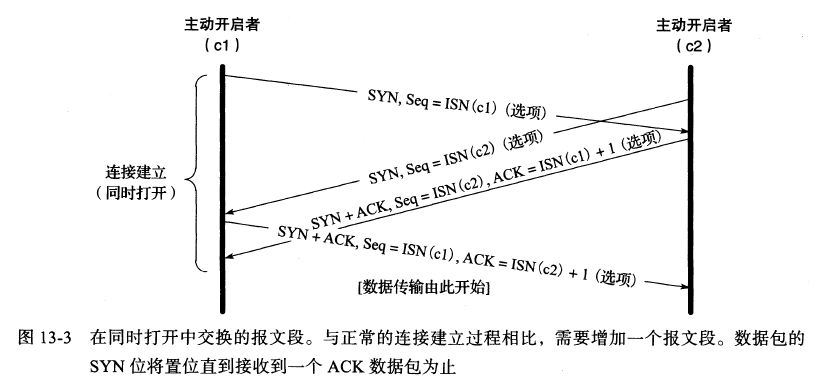 主动开启者
（c1）
主动开启者
（c2）
SYN, Seq = ISN(c1) (选项)
SYN, Seq = ISN(c2) (选项)
SYN + ACK, Seq = ISN(c2), ACK = ISN(c1) + 1 (选项)
SYN + ACK, Seq = ISN(c1), ACK = ISN(c2) + 1 (选项)
连接建立
（同时打开）
[数据传输由此开始]
图 13-3 在同时打开中交换的报文段。与正常的连接建立过程相比，需要增加一个报文段。数据包的
SYN 位将置位直到接收到一个 ACK 数据包为止